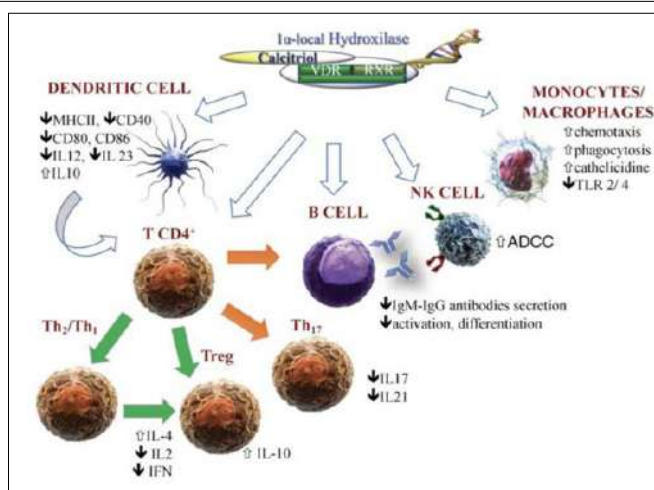 1α-local Hydroxilase
Calcitriol
VDR RXR
DENDRITIC CELL
↓MHCII, ↓CD40
↓CD80, CD86
↓IL12, ↓IL 23
⇧IL10
MONOCYTES/
MACROPHAGES
⇧chemotaxis
⇧phagocytosis
⇧cathelicidine
↓TLR 2/ 4
NK CELL
⇧ADCC
B CELL
↓IgM-IgG antibodies secretion
↓activation, differentiation
T CD4⁺
Th₂/Th₁
Treg
Th₁₇
↓IL17
↓IL21
⇧IL-4
↓ IL2
↓ IFN
⇧ IL-10